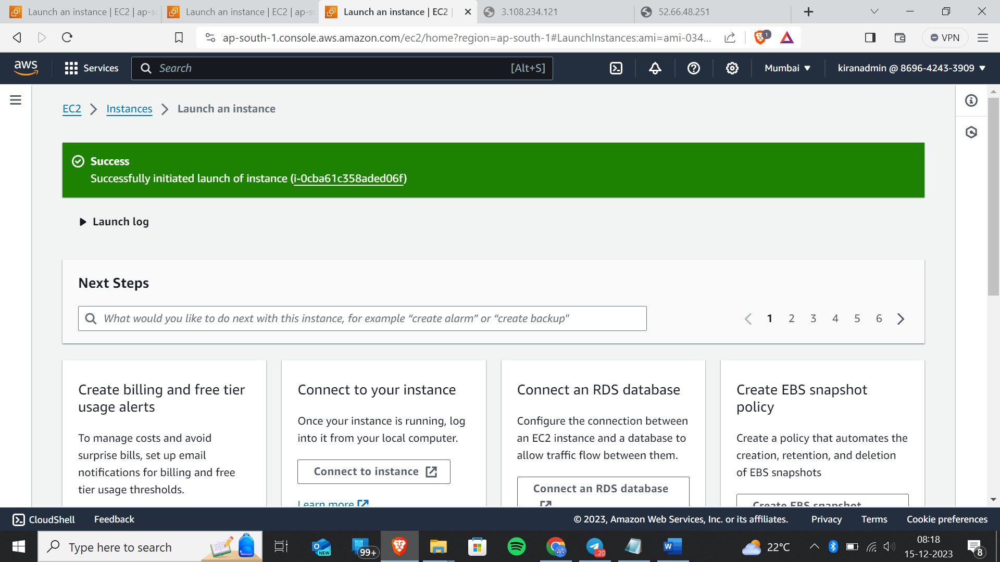 Launch an instance | EC2 | ap-s
Launch an instance | EC2 | ap-s
Launch an instance | EC2 |
3.108.234.121
52.66.48.251
ap-south-1.console.aws.amazon.com/ec2/home?region=ap-south-1#LaunchInstances:ami=ami-034...
1
VPN
aws
Services
Search
[Alt+S]
Mumbai
kiranadmin @ 8696-4243-3909
EC2
Instances
Launch an instance
Success
Successfully initiated launch of instance (i-0cba61c358aded06f)
Launch log
Next Steps
What would you like to do next with this instance, for example “create alarm” or “create backup"
1 2 3 4 5 6
Create billing and free tier
usage alerts
To manage costs and avoid
surprise bills, set up email
notifications for billing and free
tier usage thresholds.
Connect to your instance
Once your instance is running, log
into it from your local computer.
Connect to instance
Learn more
Connect an RDS database
Configure the connection between
an EC2 instance and a database to
allow traffic flow between them.
Connect an RDS database
Create EBS snapshot
policy
Create a policy that automates the
creation, retention, and deletion
of EBS snapshots
Create EBS snapshot
CloudShell
Feedback
© 2023, Amazon Web Services, Inc. or its affiliates.
Privacy
Terms
Cookie preferences
Type here to search
O
NEW
99+
..20
W
22°C
08:18
15-12-2023
8